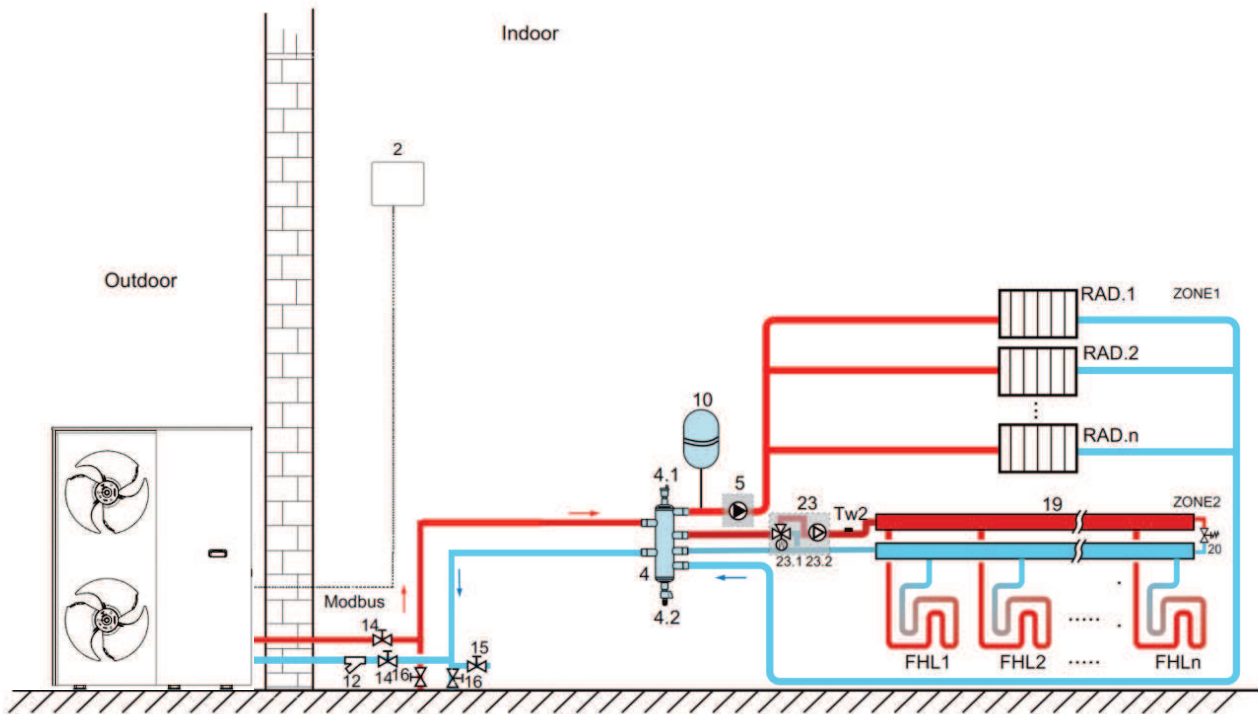 Indoor
2
Outdoor
RAD.1
ZONE1
RAD.2
10
RAD.n
4.1
5
23
Tw2
19
ZONE2
20
23.1
23.2
4
4.2
Modbus
14
15
12
14
16
16
FHL1
FHL2
.....
FHLn